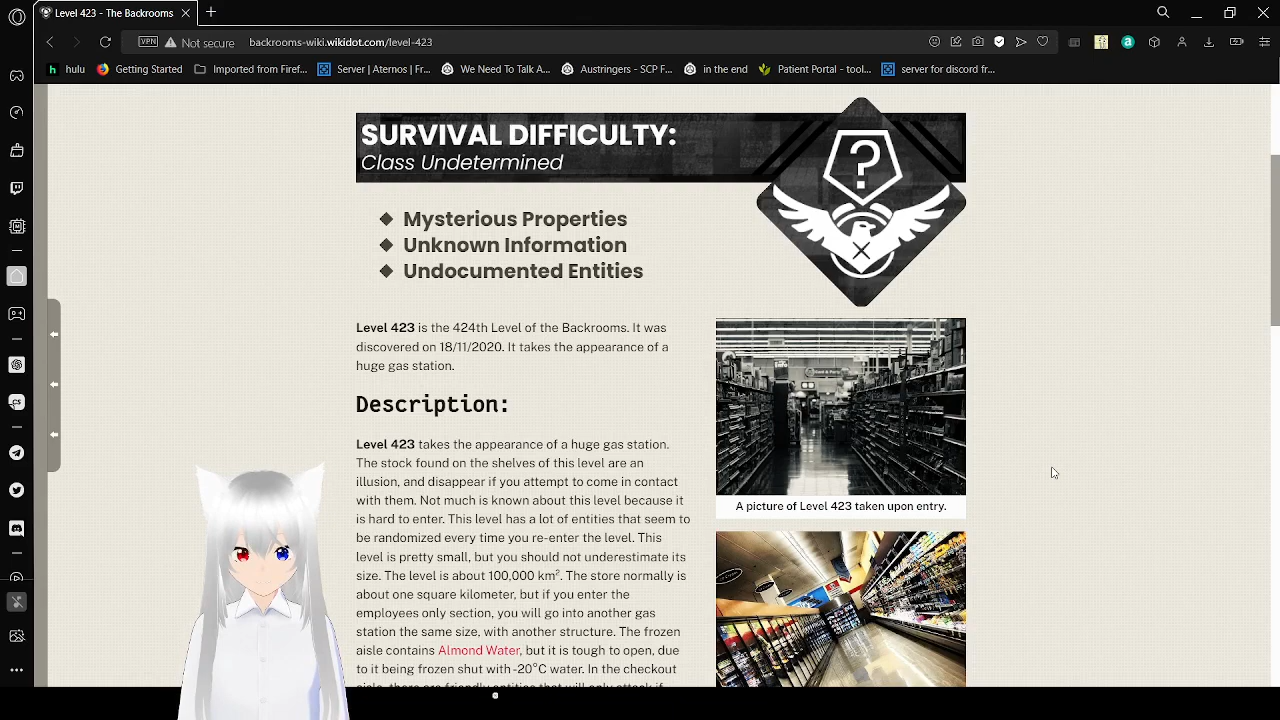 Level 423 - The Backrooms
VPN
Not secure
backrooms-wiki.wikidot.com/level-423
hulu
Getting Started
Imported from Firef...
Server | Aternos | Fr...
We Need To Talk A...
Austringers - SCP F...
in the end
Patient Portal - tool...
server for discord fr...
SURVIVAL DIFFICULTY:
Class Undetermined
Mysterious Properties
Unknown Information
Undocumented Entities
Level 423 is the 424th Level of the Backrooms. It was
discovered on 18/11/2020. It takes the appearance of a
huge gas station.
Description:
Level 423 takes the appearance of a huge gas station.
The stock found on the shelves of this level are an
illusion, and disappear if you attempt to come in contact
with them. Not much is known about this level because it
is hard to enter. This level has a lot of entities that seem to
be randomized every time you re-enter the level. This
level is pretty small, but you should not underestimate its
size. The level is about 100,000 km². The store normally is
about one square kilometer, but if you enter the
employees only section, you will go into another gas
station the same size, with another structure. The frozen
aisle contains Almond Water, but it is tough to open, due
to it being frozen shut with -20°C water. In the checkout
aisle, there are friendly entities that will only attack if
A picture of Level 423 taken upon entry.